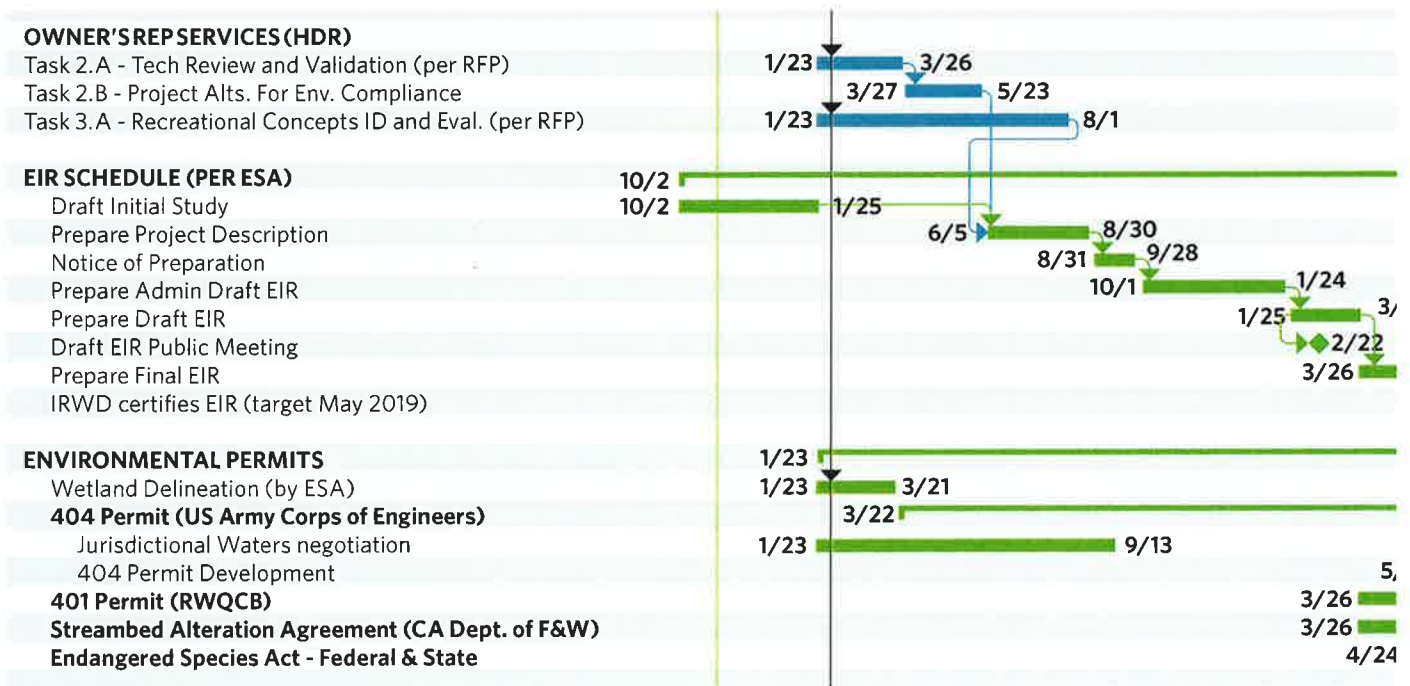 OWNER'S REP SERVICES (HDR)
Task 2.A - Tech Review and Validation (per RFP) 1/23 3/26
Task 2.B - Project Alts. For Env. Compliance 3/27 5/23
Task 3.A - Recreational Concepts ID and Eval. (per RFP) 1/23 8/1
EIR SCHEDULE (PER ESA) 10/2
Draft Initial Study 10/2 1/25
Prepare Project Description 6/5 8/30
Notice of Preparation 8/31 9/28
Prepare Admin Draft EIR 10/1 1/24
Prepare Draft EIR 1/25 3/
Draft EIR Public Meeting 2/22
Prepare Final EIR 3/26
IRWD certifies EIR (target May 2019)
ENVIRONMENTAL PERMITS 1/23
Wetland Delineation (by ESA) 1/23 3/21
404 Permit (US Army Corps of Engineers) 3/22
Jurisdictional Waters negotiation 1/23 9/13
404 Permit Development 5/
401 Permit (RWQCB) 3/26
Streambed Alteration Agreement (CA Dept. of F&W) 3/26
Endangered Species Act - Federal & State 4/24